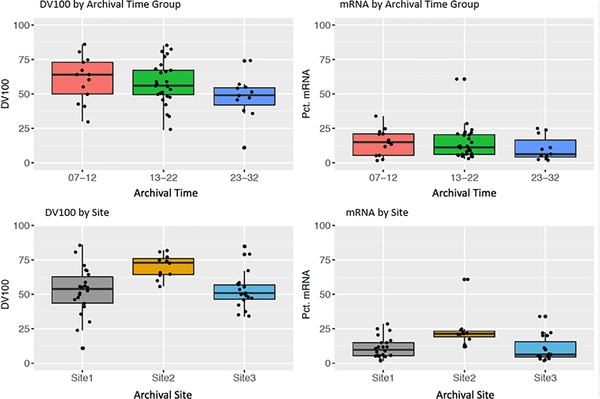 DV100 by Archival Time Group
100
75
50
25
0
DV100
07−12 13−22 23−32
Archival Time
mRNA by Archival Time Group
100
75
50
25
0
Pct. mRNA
07−12 13−22 23−32
Archival Time
DV100 by Site
100
75
50
25
0
DV100
Site1 Site2 Site3
Archival Site
mRNA by Site
100
75
50
25
0
Pct. mRNA
Site1 Site2 Site3
Archival Site